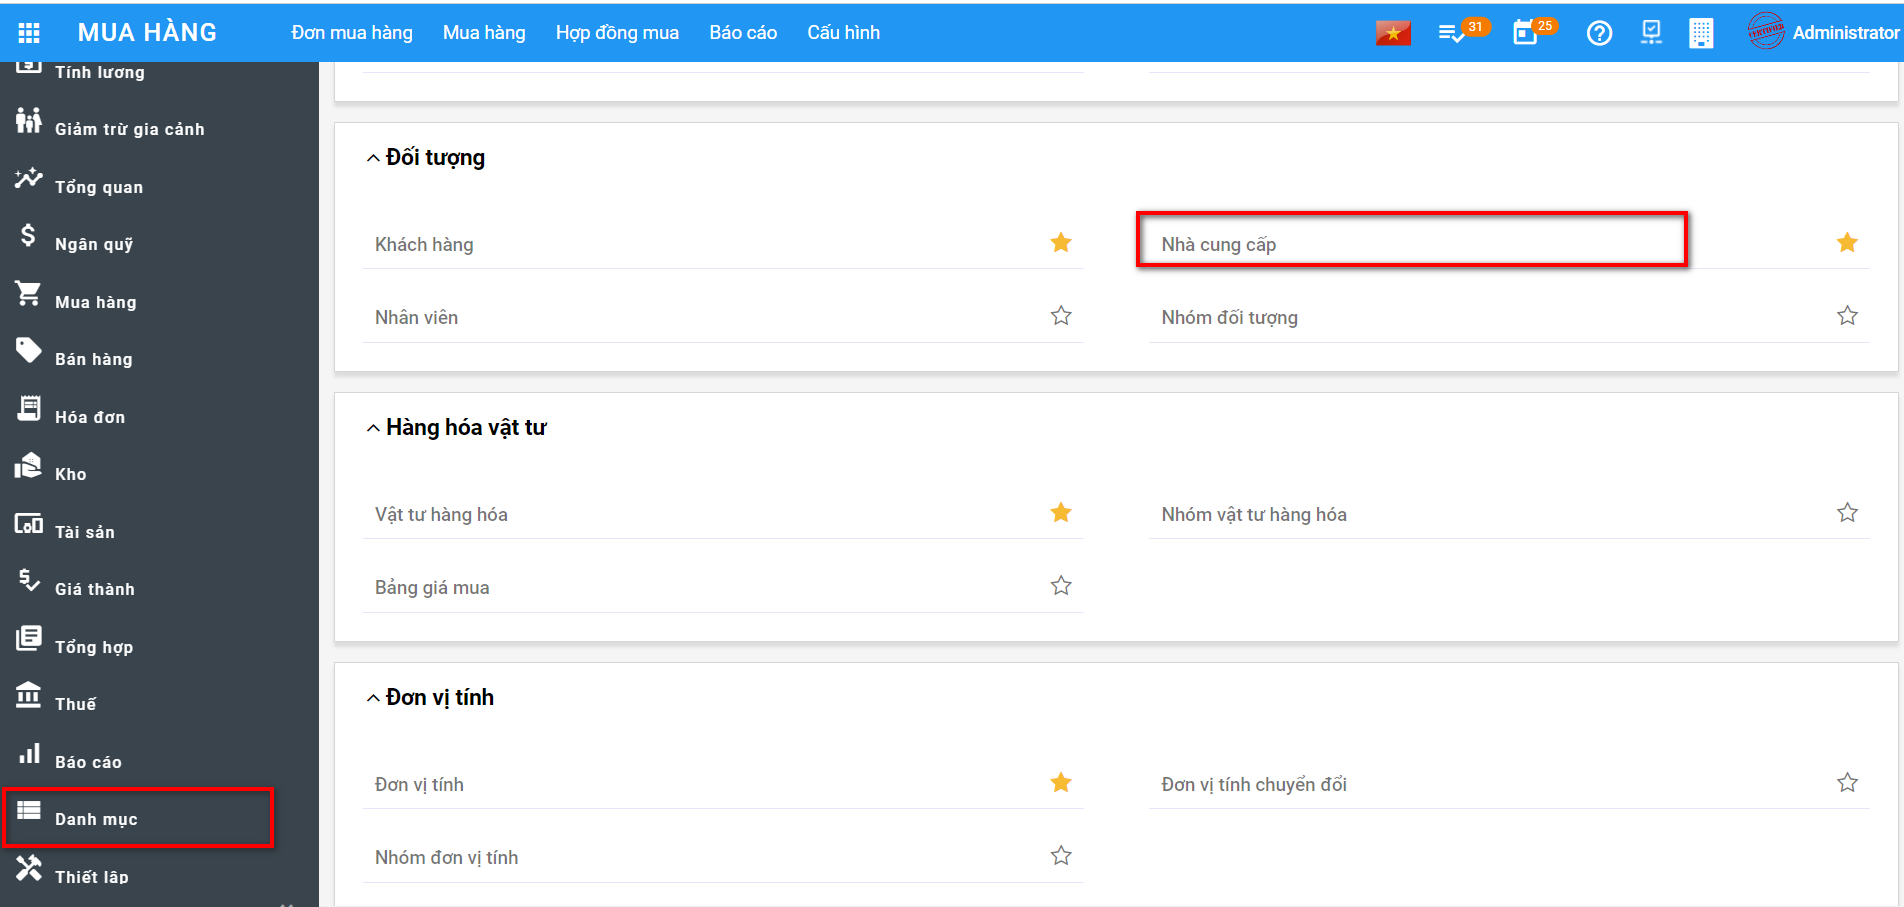 MUA HÀNG
Đơn mua hàng
Mua hàng
Hợp đồng mua
Báo cáo
Cấu hình
31
25
CERTIFIED
Administrator
Tính lương
Giảm trừ gia cảnh
Tổng quan
Ngân quỹ
Mua hàng
Bán hàng
Hóa đơn
Kho
Tài sản
Giá thành
Tổng hợp
Thuế
Báo cáo
Danh mục
Thiết lập
Đối tượng
Khách hàng
Nhà cung cấp
Nhân viên
Nhóm đối tượng
Hàng hóa vật tư
Vật tư hàng hóa
Nhóm vật tư hàng hóa
Bảng giá mua
Đơn vị tính
Đơn vị tính
Đơn vị tính chuyển đổi
Nhóm đơn vị tính